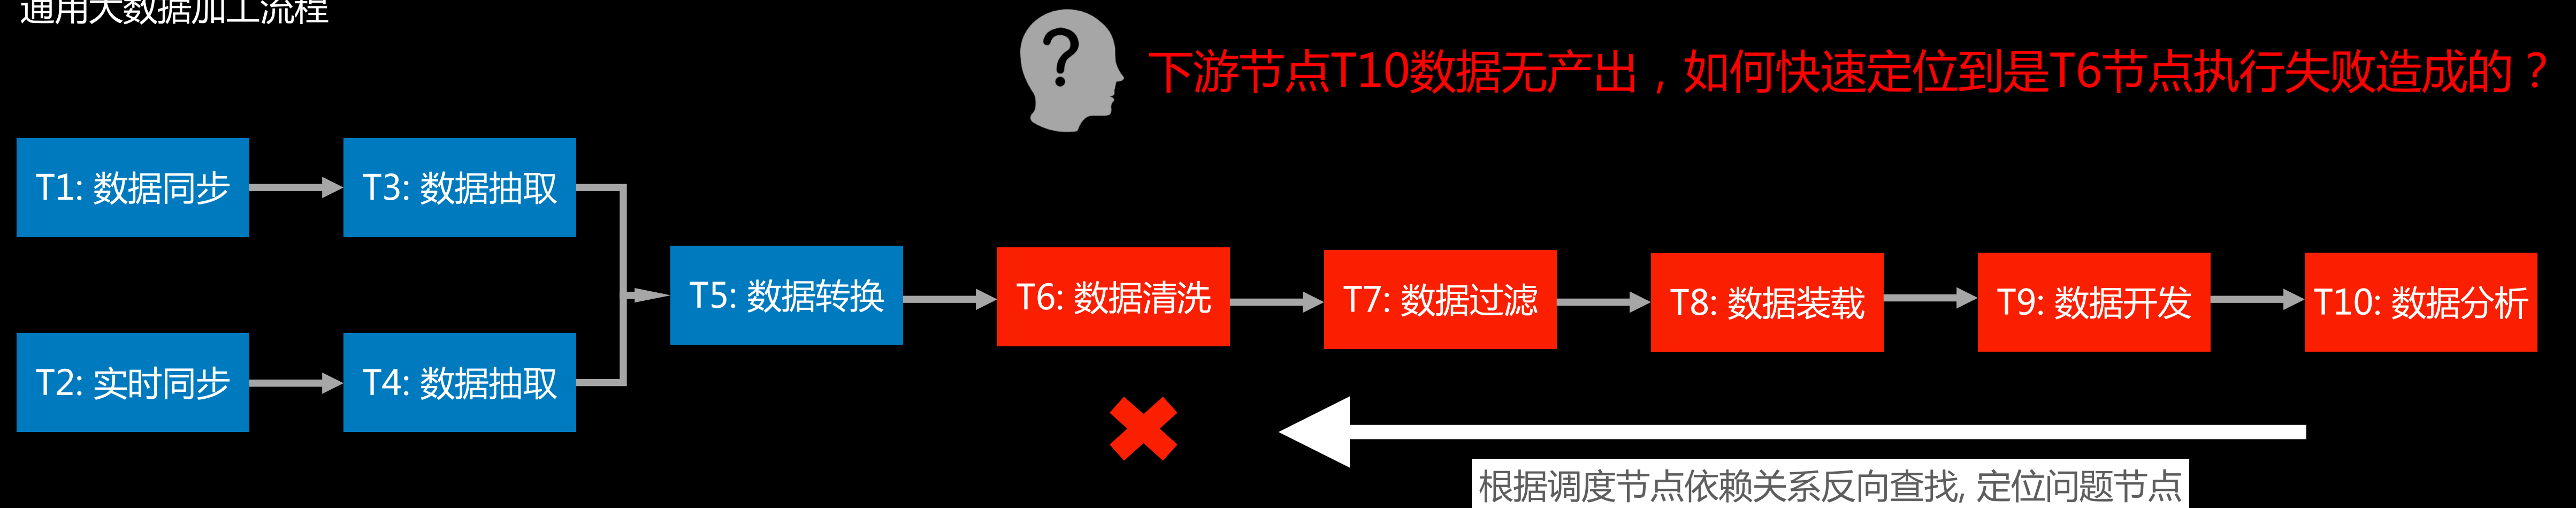 通用大数据加工流程
?
下游节点T10数据无产出，如何快速定位到是T6节点执行失败造成的？
T1: 数据同步
T3: 数据抽取
T5: 数据转换
T6: 数据清洗
T7: 数据过滤
T8: 数据装载
T9: 数据开发
T10: 数据分析
T2: 实时同步
T4: 数据抽取
根据调度节点依赖关系反向查找, 定位问题节点